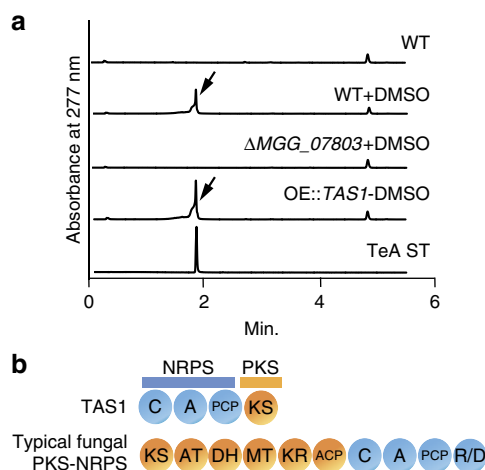 a
Absorbance at 277 nm
WT
WT+DMSO
ΔMGG_07803+DMSO
OE::TAS1-DMSO
TeA ST
0 2 4 6
Min.
b
NRPS PKS
TAS1 C A PCP KS
Typical fungal
PKS-NRPS KS AT DH MT KR ACP C A PCP R/D